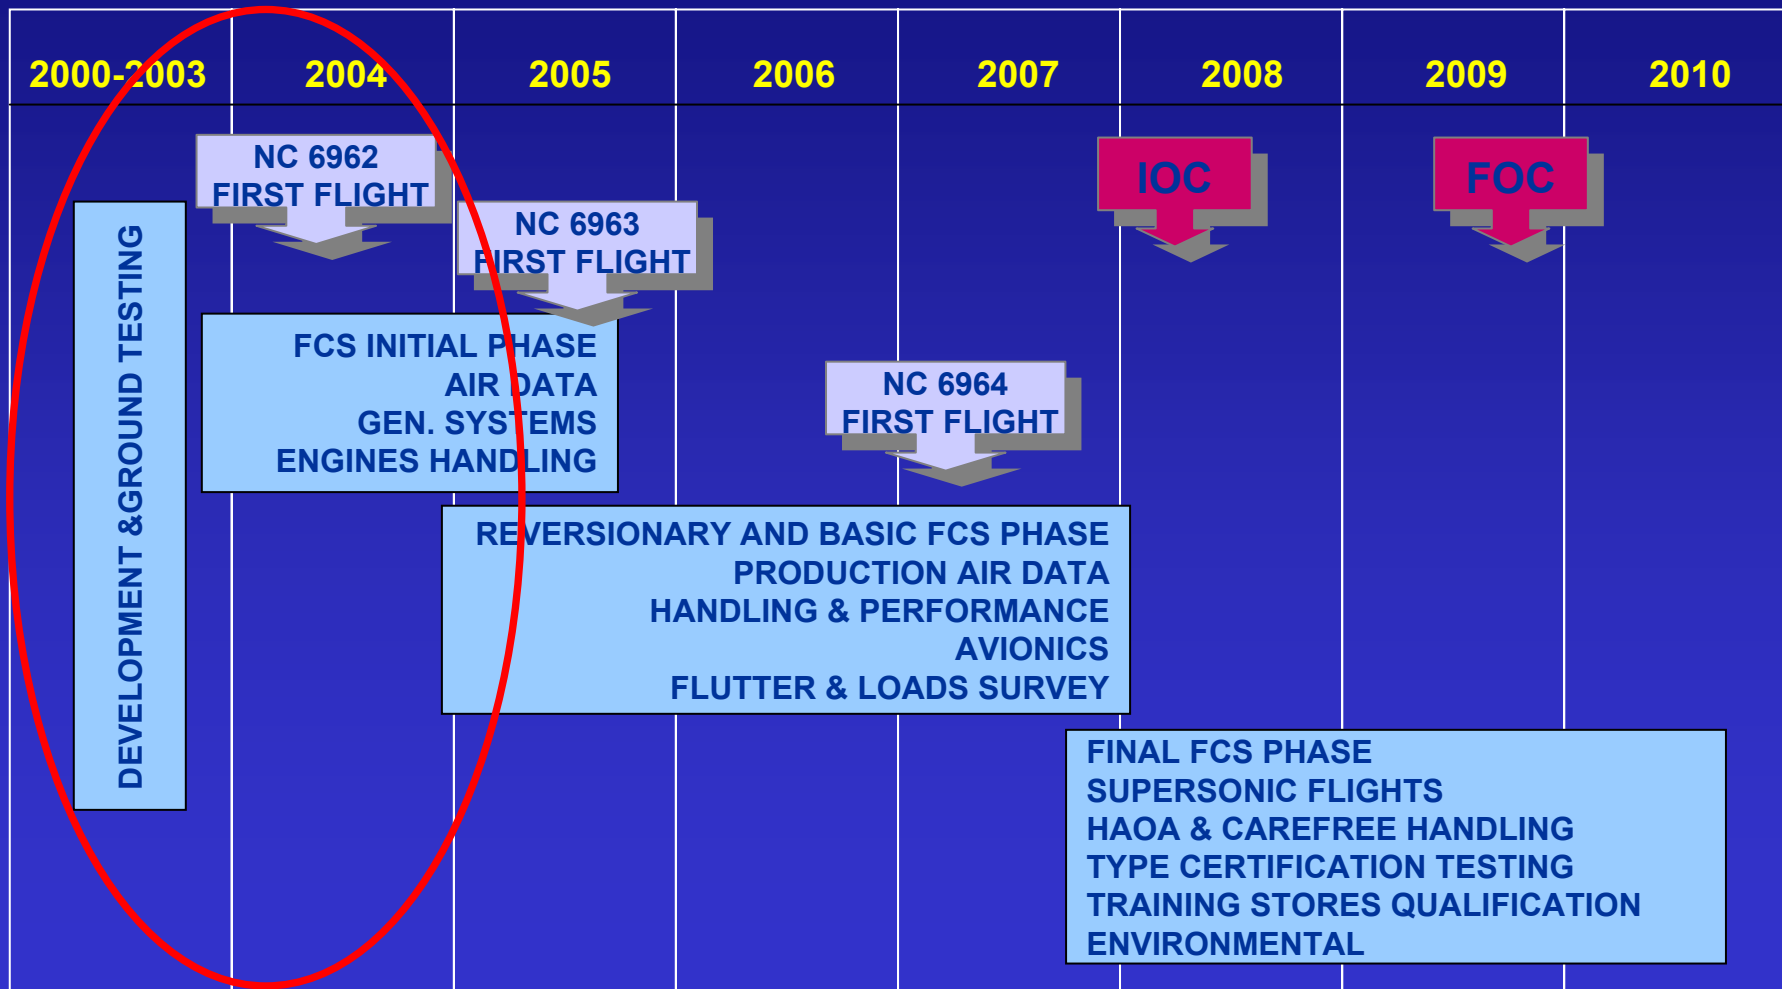 2000-2003
2004
2005
2006
2007
2008
2009
2010
NC 6962
FIRST FLIGHT
NC 6963
FIRST FLIGHT
IOC
FOC
DEVELOPMENT &GROUND TESTING
FCS INITIAL PHASE
AIR DATA
GEN. SYSTEMS
ENGINES HANDLING
NC 6964
FIRST FLIGHT
REVERSIONARY AND BASIC FCS PHASE
PRODUCTION AIR DATA
HANDLING & PERFORMANCE
AVIONICS
FLUTTER & LOADS SURVEY
FINAL FCS PHASE
SUPERSONIC FLIGHTS
HAOA & CAREFREE HANDLING
TYPE CERTIFICATION TESTING
TRAINING STORES QUALIFICATION
ENVIRONMENTAL